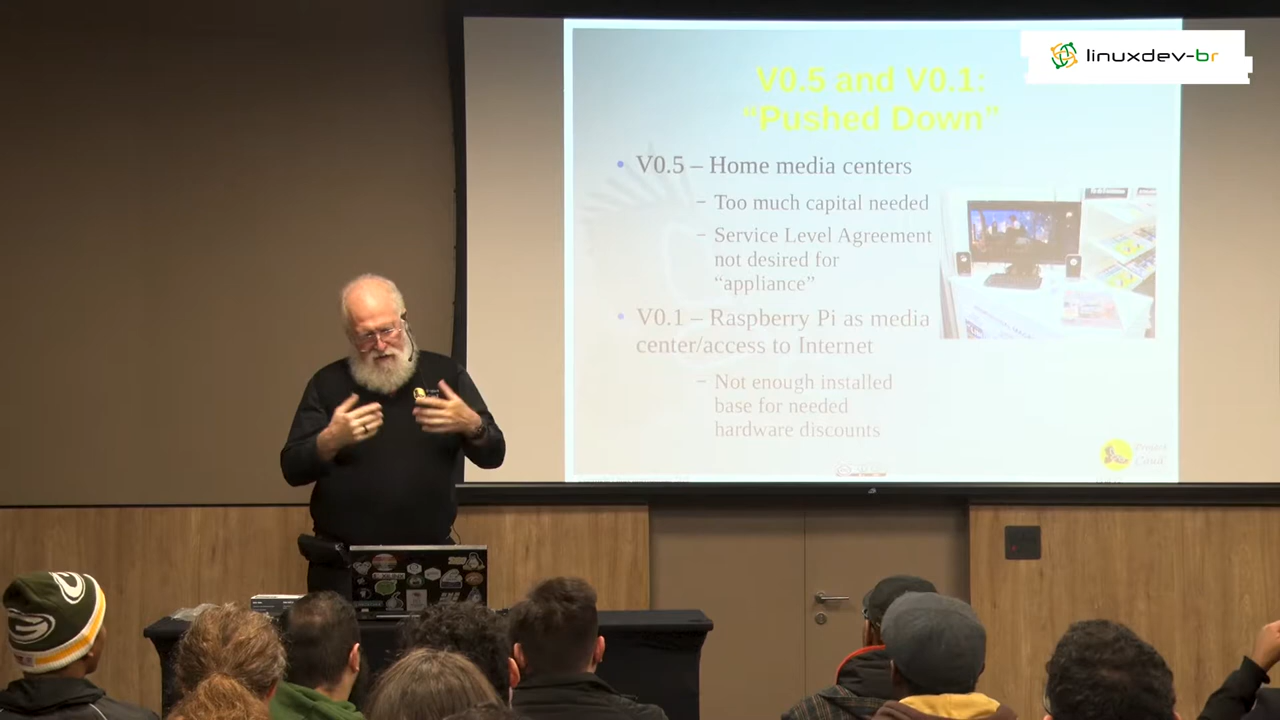 linuxdev-br
V0.5 and V0.1:
“Pushed Down”
• V0.5 – Home media centers
– Too much capital needed
– Service Level Agreement
not desired for
“appliance”
• V0.1 – Raspberry Pi as media
center/access to Internet
– Not enough installed
base for needed
hardware discounts